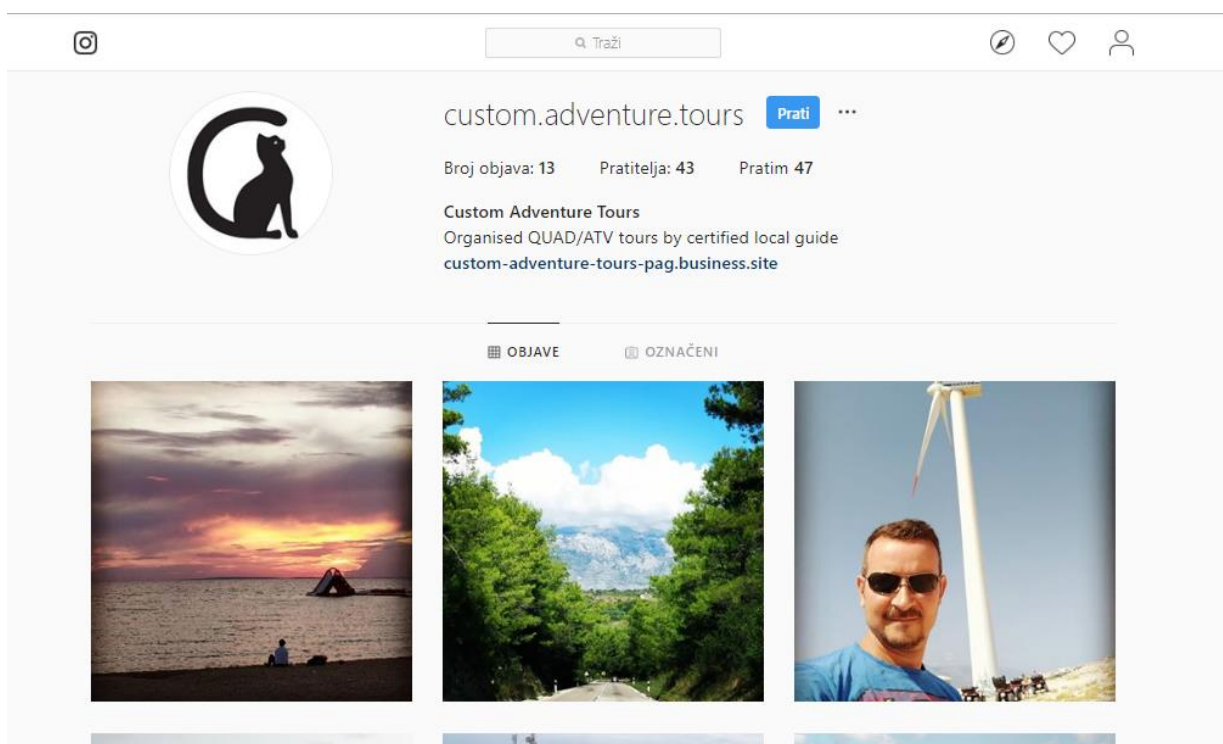 Traži
custom.adventure.tours Prati
Broj objava: 13 Pratitelja: 43 Pratim 47
Custom Adventure Tours
Organised QUAD/ATV tours by certified local guide
custom-adventure-tours-pag.business.site
OBJAVE OZNAČENI